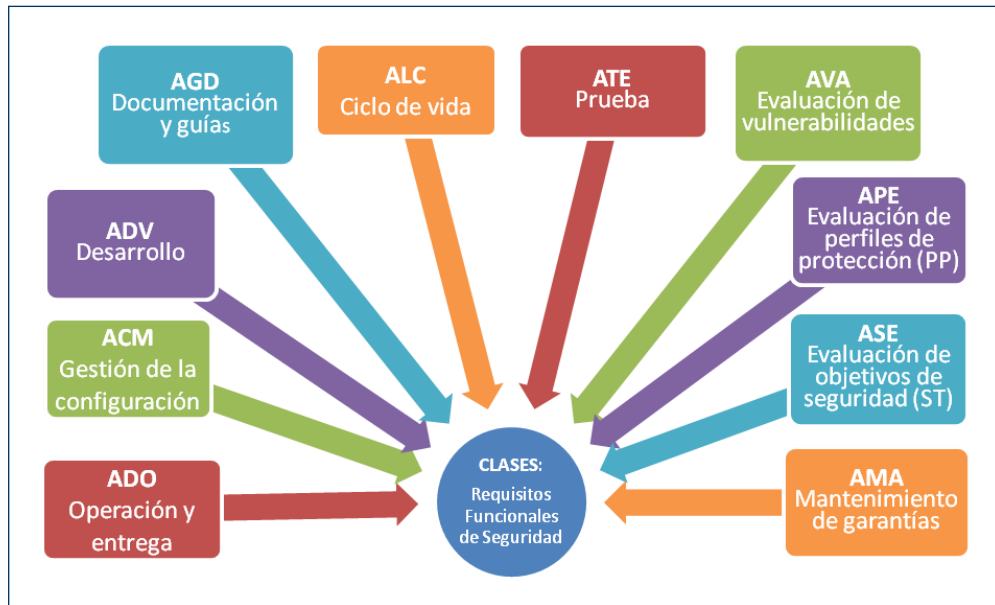 AGD
Documentación
y guías
ALC
Ciclo de vida
ATE
Prueba
AVA
Evaluación de
vulnerabilidades
ADV
Desarrollo
APE
Evaluación de
perfiles de
protección (PP)
ACM
Gestión de la
configuración
ASE
Evaluación de
objetivos de
seguridad (ST)
ADO
Operación y
entrega
CLASES:
Requisitos
Funcionales
de Seguridad
AMA
Mantenimiento
de garantías